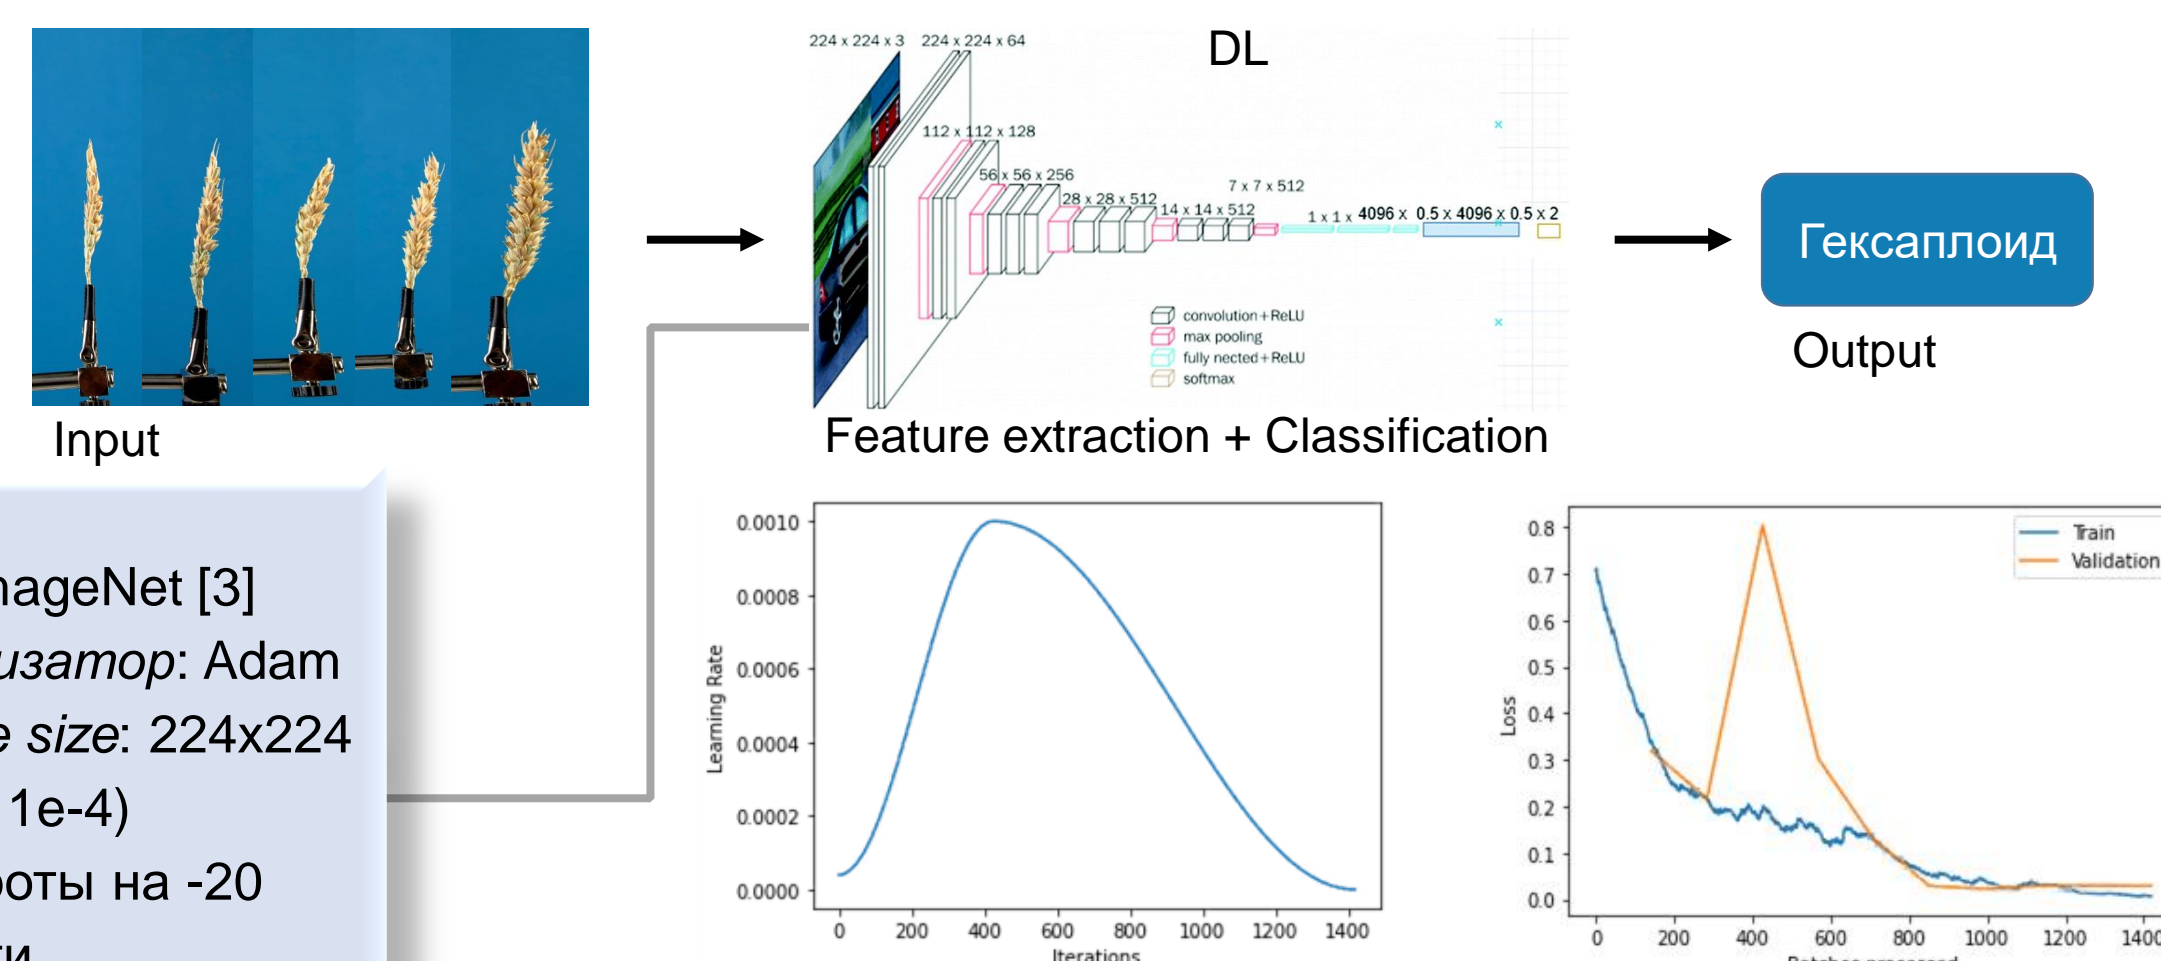 DL
224 x 224 x 3 224 x 224 x 64
112 x 112 x 128
56 x 56 x 256
28 x 28 x 512
14 x 14 x 512
7 x 7 x 512
1 x 1 x 4096 x 0.5 x 4096 x 0.5 x 2
convolution+ReLU
max pooling
fully nected+ReLU
softmax
Гексаплоид
Output
Input
Feature extraction + Classification
nageNet [3]
изатор: Adam
e size: 224x224
1e-4)
роты на -20
ти
0.0010
0.0008
0.0006
0.0004
0.0002
0.0000
Learning Rate
0 200 400 600 800 1000 1200 1400
Iterations
0.8
0.7
0.6
0.5
0.4
0.3
0.2
0.1
0.0
Loss
Train
Validation
0 200 400 600 800 1000 1200 1400
Batches processed